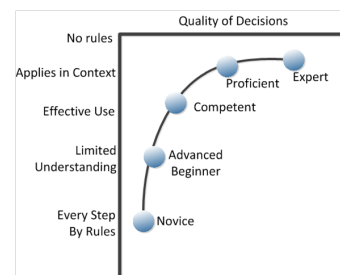 Quality of Decisions
No rules
Applies in Context
Proficient
Expert
Effective Use
Competent
Limited
Understanding
Advanced
Beginner
Every Step
By Rules
Novice